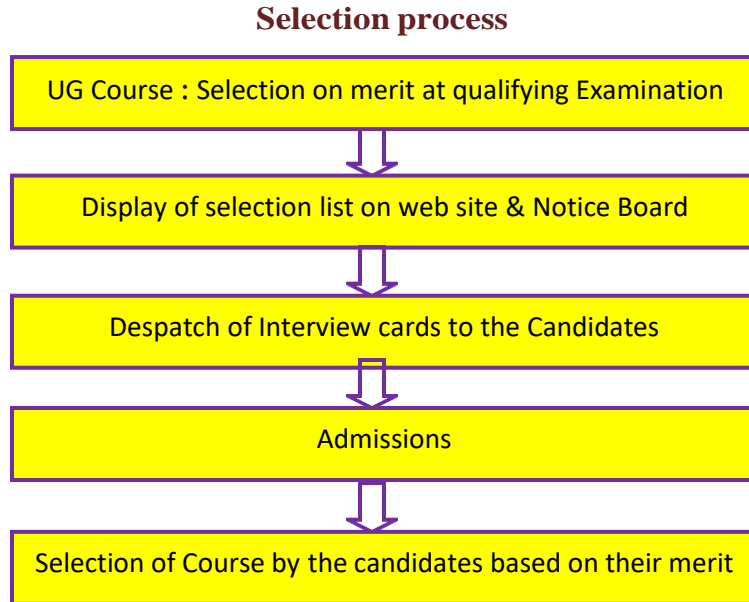 Selection process
UG Course : Selection on merit at qualifying Examination
Display of selection list on web site & Notice Board
Despatch of Interview cards to the Candidates
Admissions
Selection of Course by the candidates based on their merit